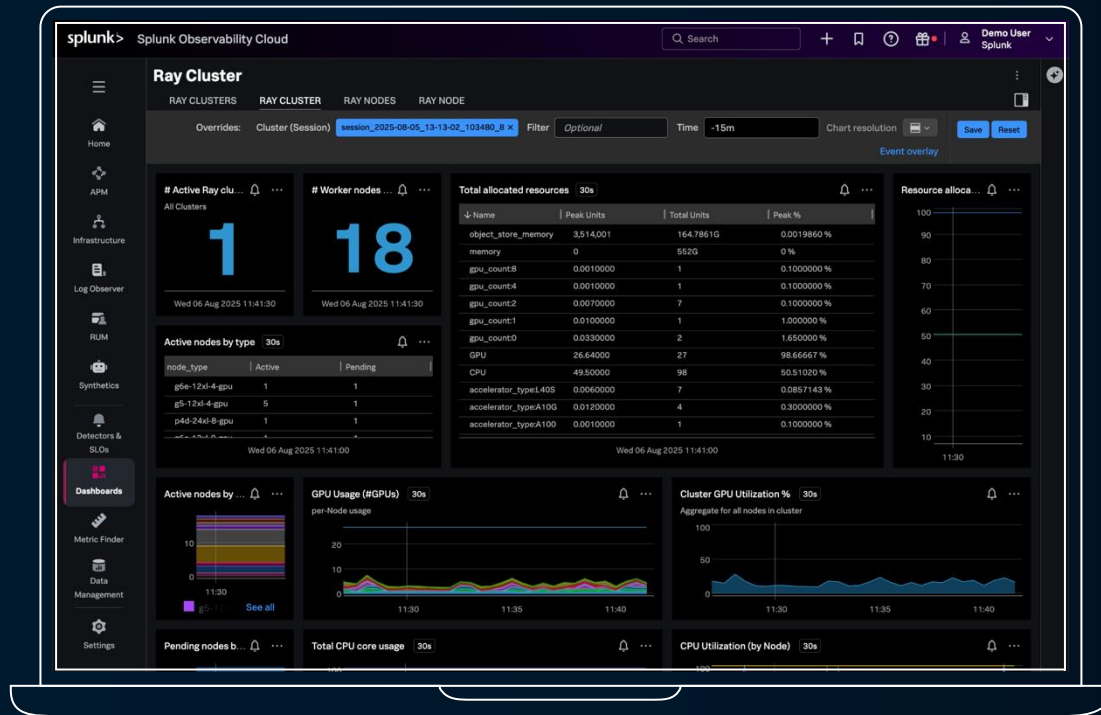 splunk> Splunk Observability Cloud
Search
Demo User
Splunk
Ray Cluster
RAY CLUSTERS RAY CLUSTER RAY NODES RAY NODE
Overrides: Cluster (Session) session_2025-08-05_13-13-02_103480_8 × Filter Optional Time -15m Chart resolution Save Reset
Event overlay
Home
APM
Infrastructure
Log Observer
RUM
Synthetics
Detectors &
SLOs
Dashboards
Metric Finder
Data
Management
Settings
# Active Ray clu...
All Clusters
1
Wed 06 Aug 2025 11:41:30
# Worker nodes ...
18
Wed 06 Aug 2025 11:41:30
Total allocated resources 30s
Name Peak Units Total Units Peak %
object_store_memory 3,514,001 164.7861G 0.0019860 %
memory 0 552G 0 %
gpu_count:8 0.0010000 1 0.1000000 %
gpu_count:4 0.0010000 1 0.1000000 %
gpu_count:2 0.0070000 7 0.1000000 %
gpu_count:1 0.0100000 1 1.000000 %
gpu_count:0 0.0330000 2 1.650000 %
GPU 26.64000 27 98.66667 %
CPU 49.50000 98 50.51020 %
accelerator_type:L40S 0.0060000 7 0.0857143 %
accelerator_type:A10G 0.0120000 4 0.3000000 %
accelerator_type:A100 0.0010000 1 0.1000000 %
Wed 06 Aug 2025 11:41:00
Resource alloca...
100
90
80
70
60
50
40
30
20
10
11:30
Active nodes by type 30s
node_type Active Pending
g6e-12xl-4-gpu 1 1
g5-12xl-4-gpu 5 1
p4d-24xl-8-gpu 1 1
Wed 06 Aug 2025 11:41:00
Active nodes by ...
10
0
11:30
g5-12 See all
GPU Usage (#GPUs) 30s
per-Node usage
20
10
0
11:30 11:35 11:40
Cluster GPU Utilization % 30s
Aggregate for all nodes in cluster
100
50
0
11:30 11:35 11:40
Pending nodes b...
Total CPU core usage 30s
100
CPU Utilization (by Node) 30s
100